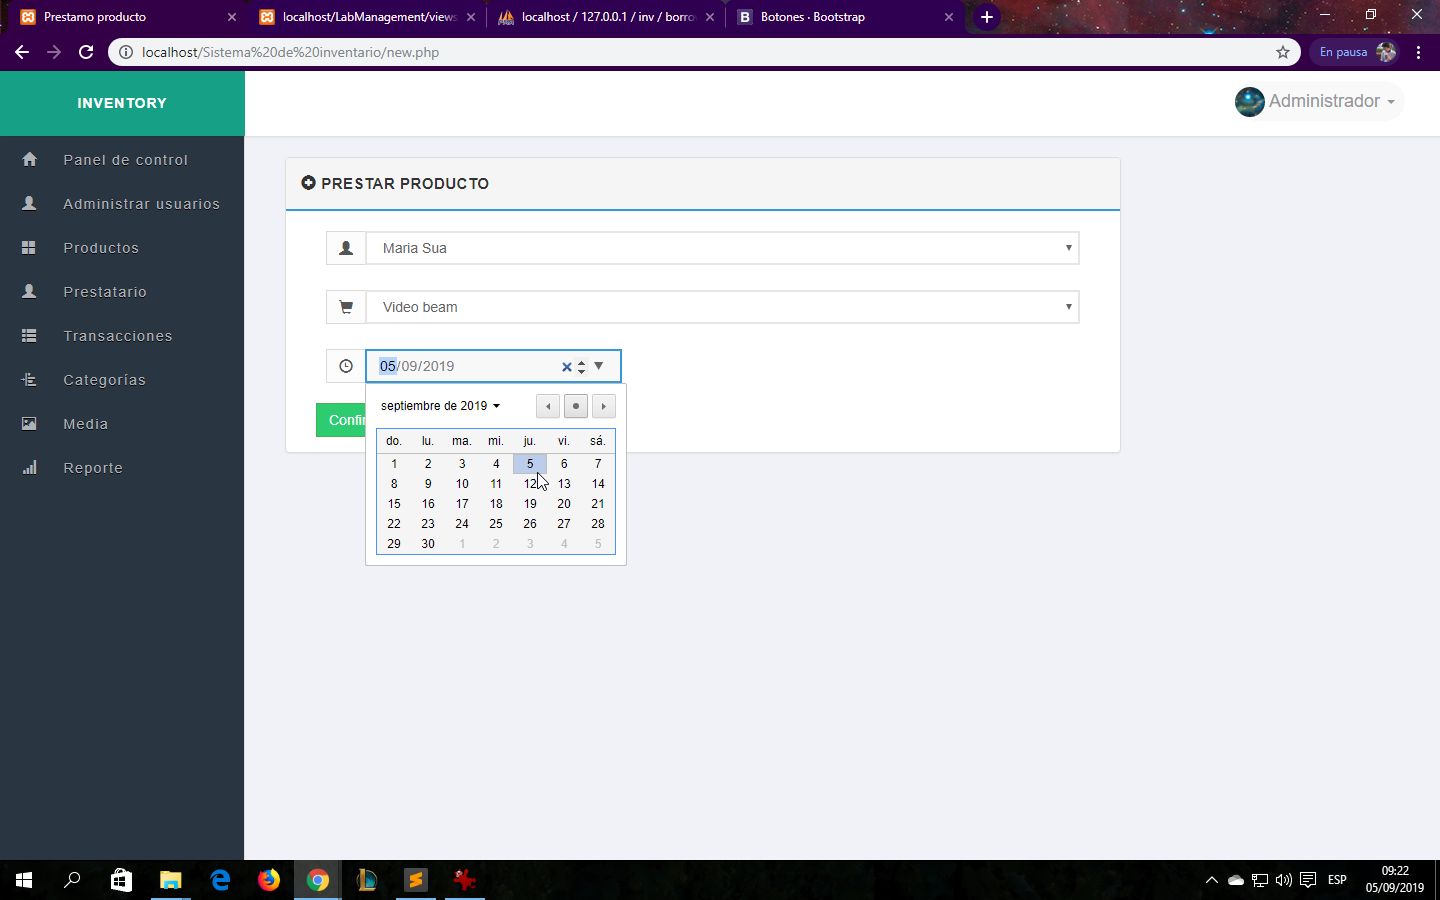 Prestamo producto
localhost/LabManagement/views
localhost / 127.0.0.1 / inv / borro
B Botones · Bootstrap
localhost/Sistema%20de%20inventario/new.php
En pausa
INVENTORY
Administrador
Panel de control
Administrar usuarios
Productos
Prestatario
Transacciones
Categorías
Media
Reporte
PRESTAR PRODUCTO
Maria Sua
Video beam
05/09/2019
Confir
septiembre de 2019
do. lu. ma. mi. ju. vi. sá.
1 2 3 4 5 6 7
8 9 10 11 12 13 14
15 16 17 18 19 20 21
22 23 24 25 26 27 28
29 30 1 2 3 4 5
ESP
09:22
05/09/2019